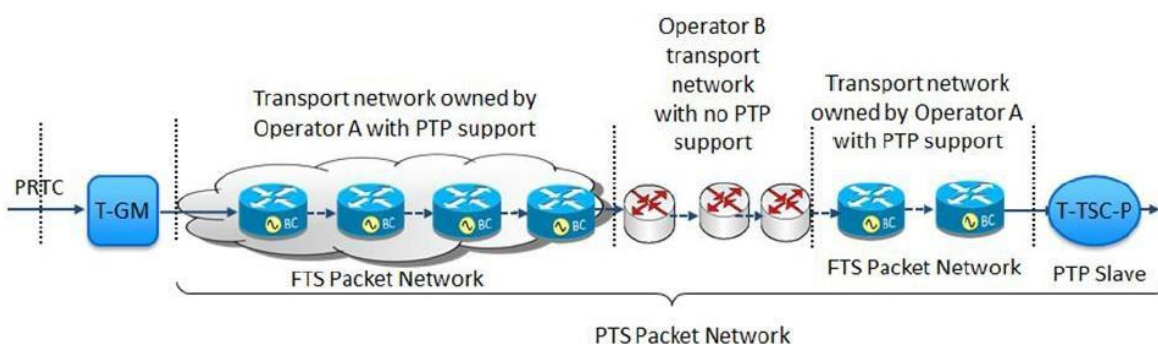 Operator B
transport
network
with no PTP
support
Transport network owned by
Operator A with PTP support
Transport network
owned by Operator A
with PTP support
PRTC
T-GM
BC
BC
BC
BC
BC
BC
T-TSC-P
FTS Packet Network
FTS Packet Network
PTP Slave
PTS Packet Network